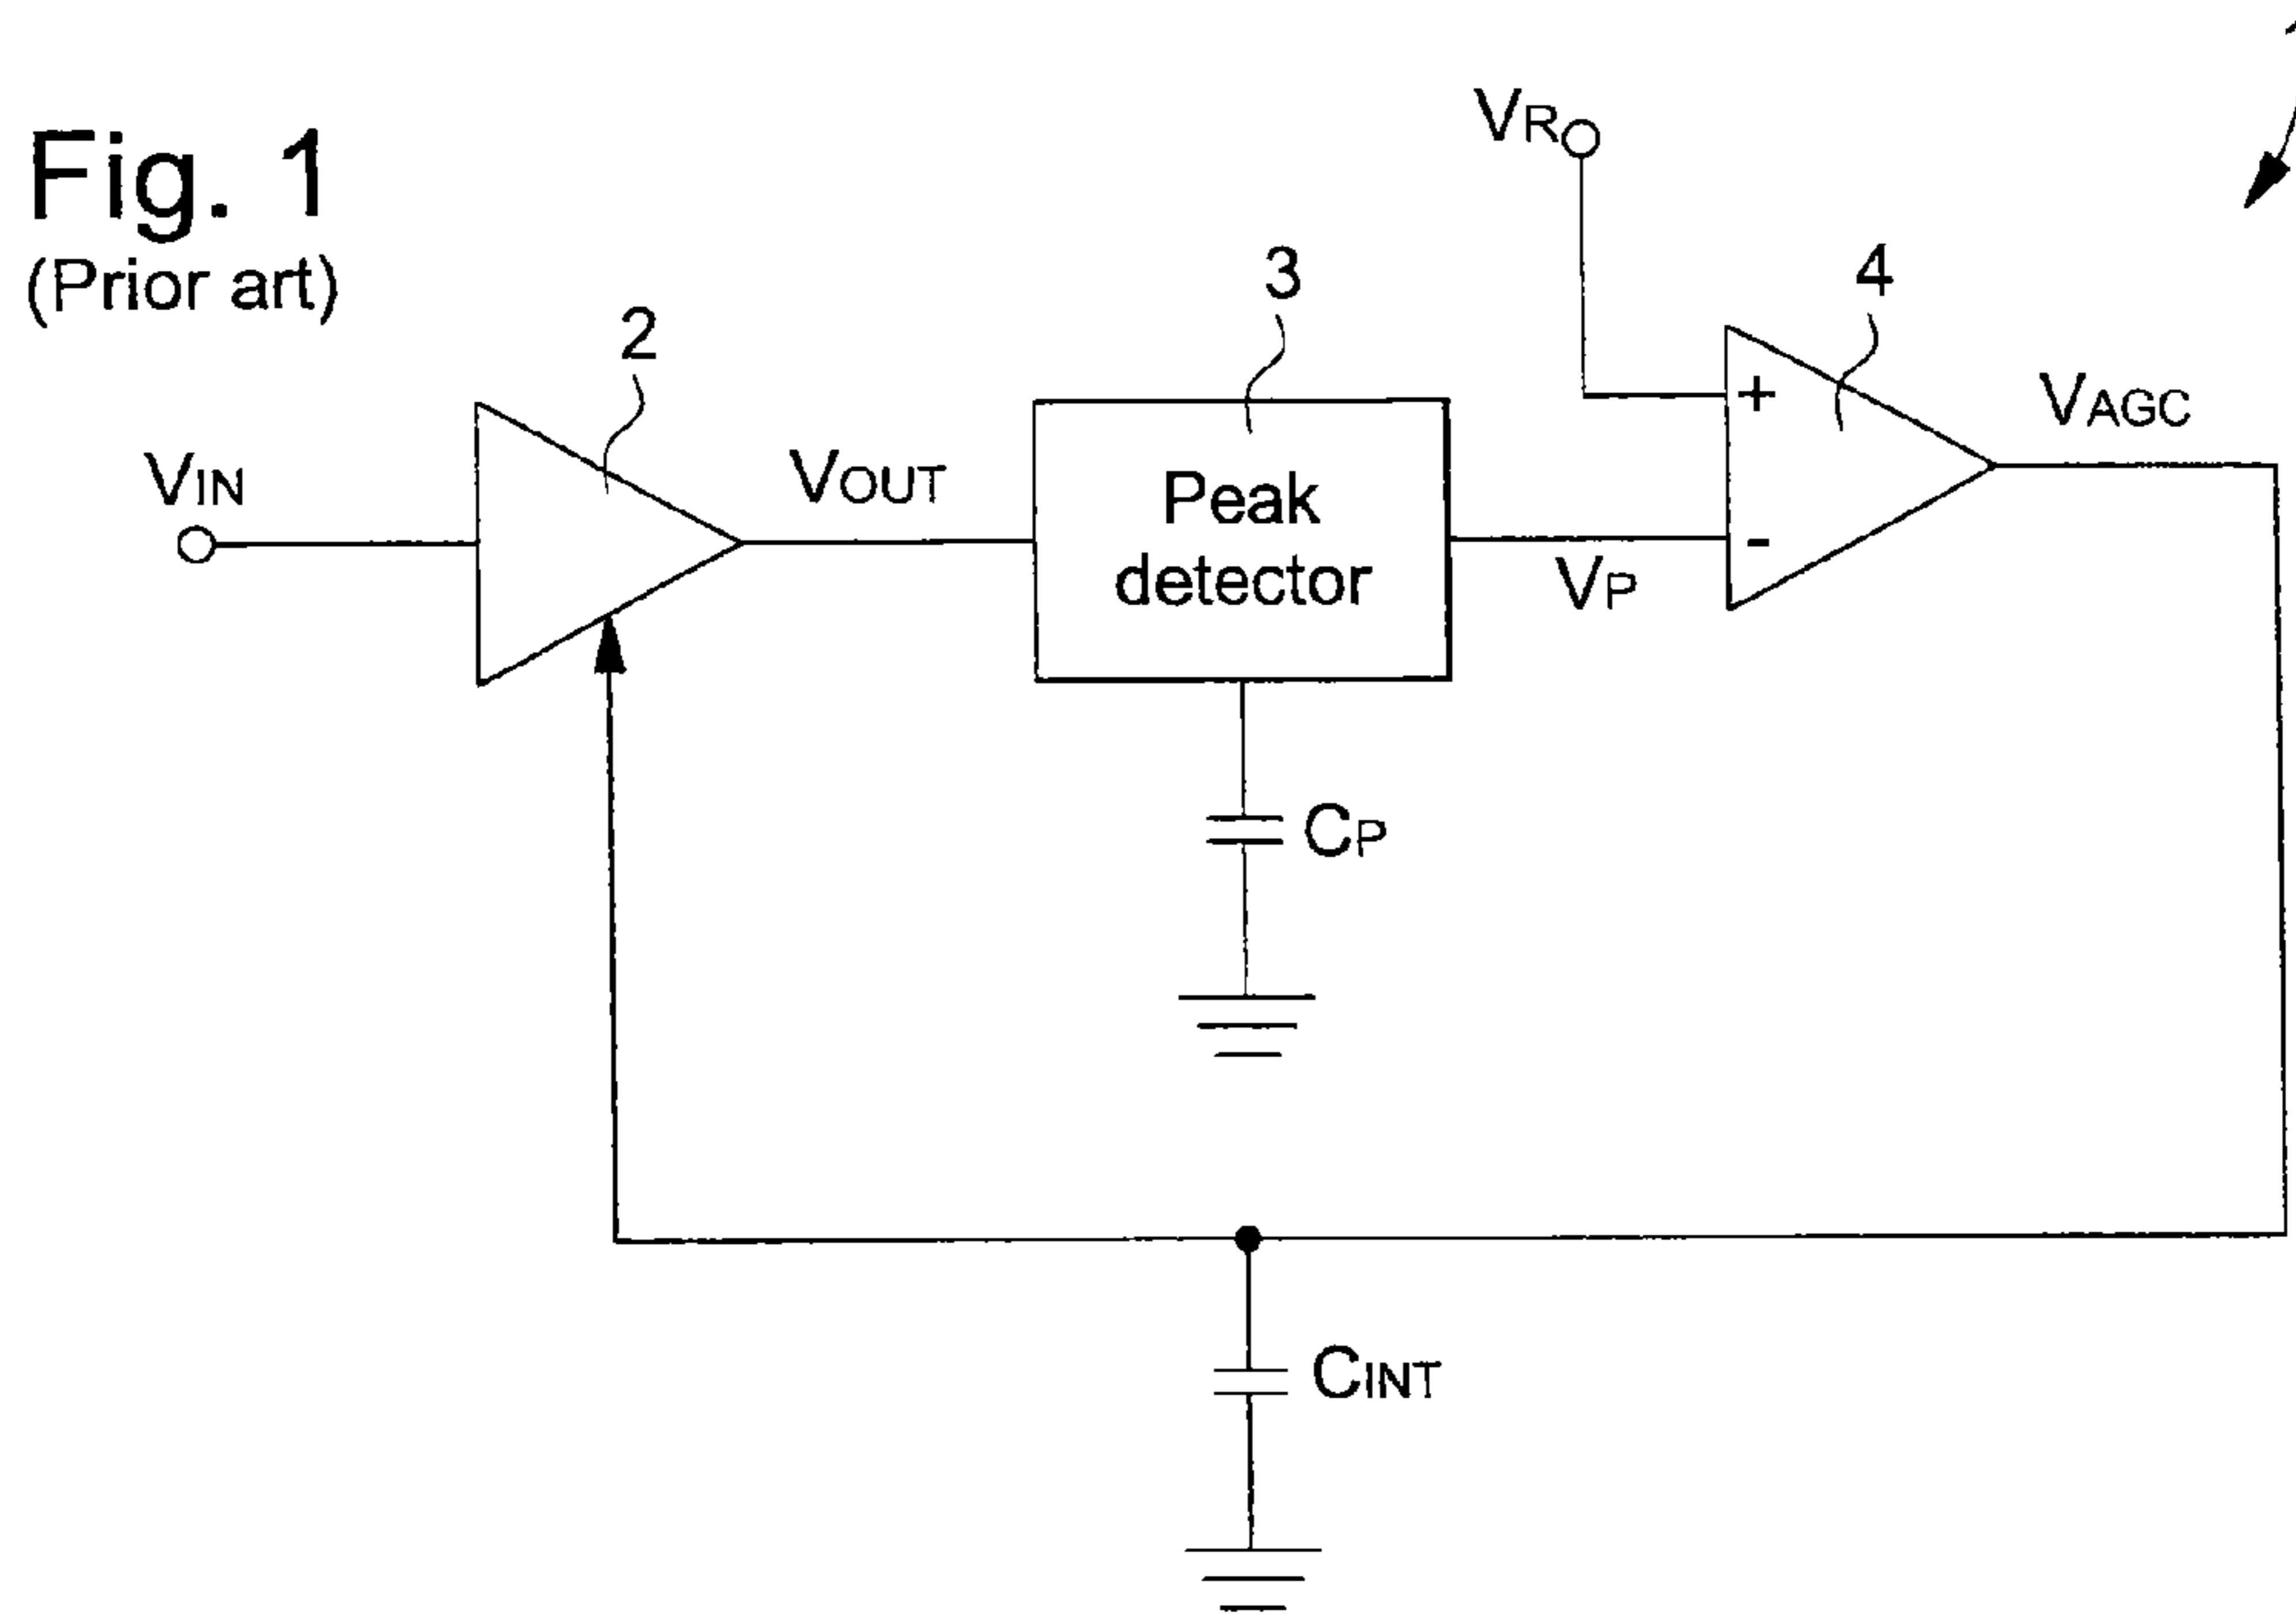 Fig. 1
(Prior art)
VR
3
4
2
VAGC
VIN
VOUT
Peak
detector
+
-
VP
CP
CINT